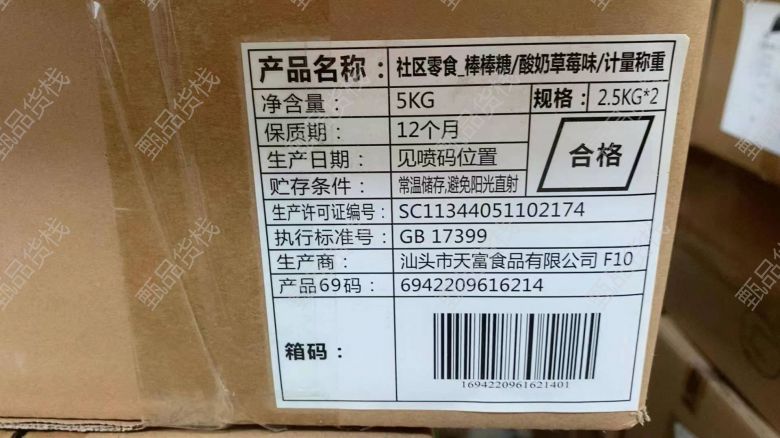 产品名称： 社区零食_棒棒糖/酸奶草莓味/计量称重
净含量： 5KG 规格： 2.5KG*2
保质期： 12个月
合格
生产日期： 见喷码位置
贮存条件： 常温储存,避免阳光直射
生产许可证编号： SC11344051102174
执行标准号： GB 17399
生产商： 汕头市天富食品有限公司 F10
产品69码： 6942209616214
箱码：
1694220961621401
甄品货栈